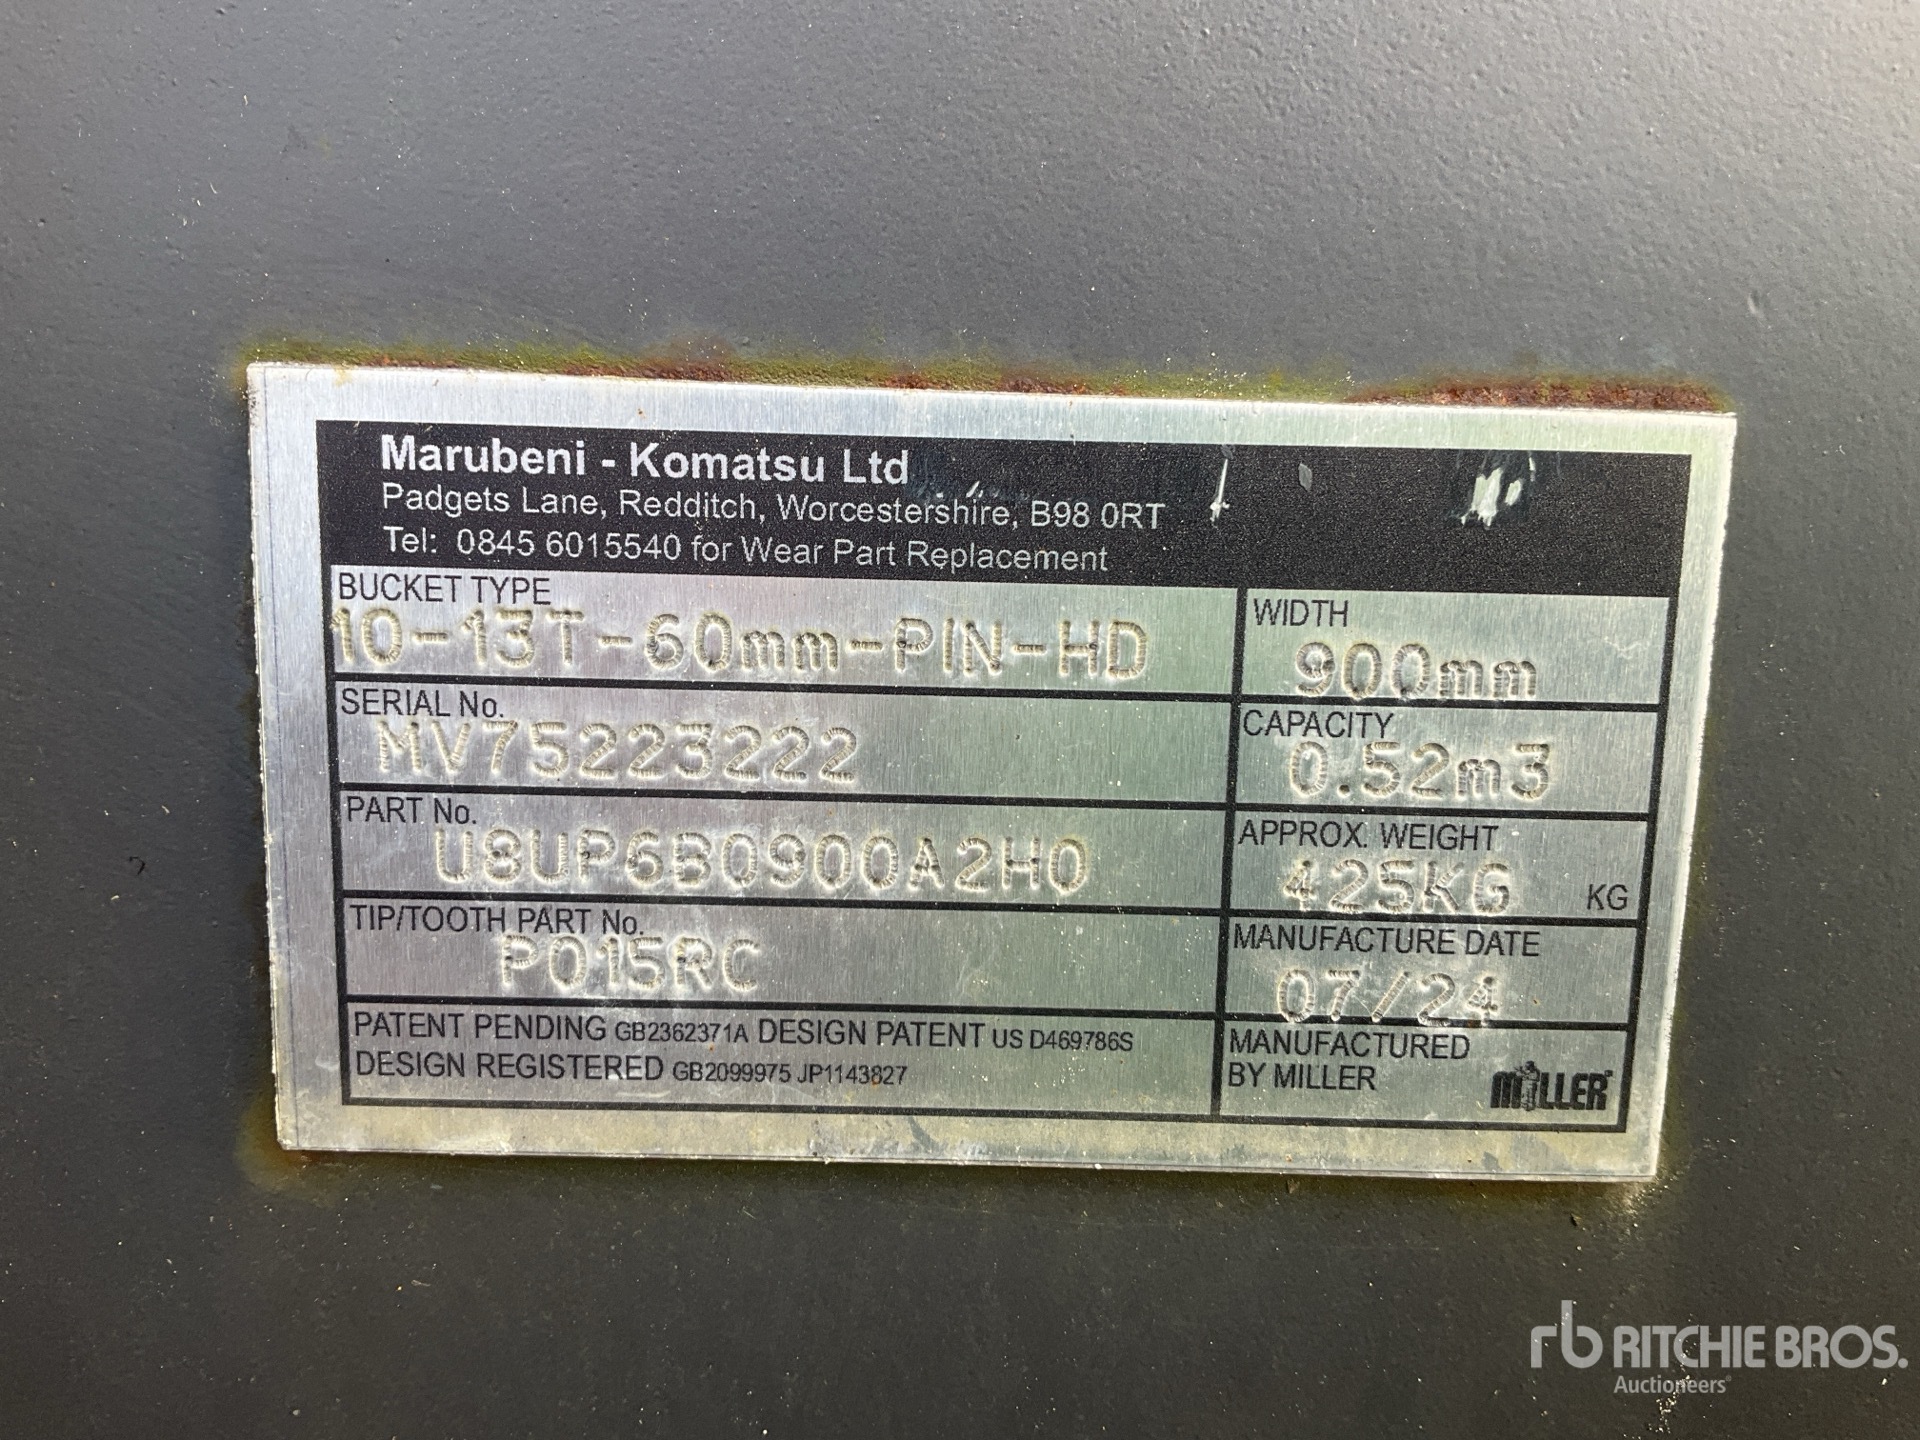 Marubeni - Komatsu Ltd
Padgets Lane, Redditch, Worcestershire, B98 0RT
Tel: 0845 6015540 for Wear Part Replacement
BUCKET TYPE
10-13T-60mm-PIN-HD
WIDTH
900mm
SERIAL No.
MV75223222
CAPACITY
0.52m3
PART No.
U8UP6B0900A2H0
APPROX. WEIGHT
425KG KG
TIP/TOOTH PART No.
P015RC
MANUFACTURE DATE
07/24
PATENT PENDING GB2362371A DESIGN PATENT US D469786S
DESIGN REGISTERED GB2099975 JP1143827
MANUFACTURED
BY MILLER
MILLER
rb RITCHIE BROS.
Auctioneers